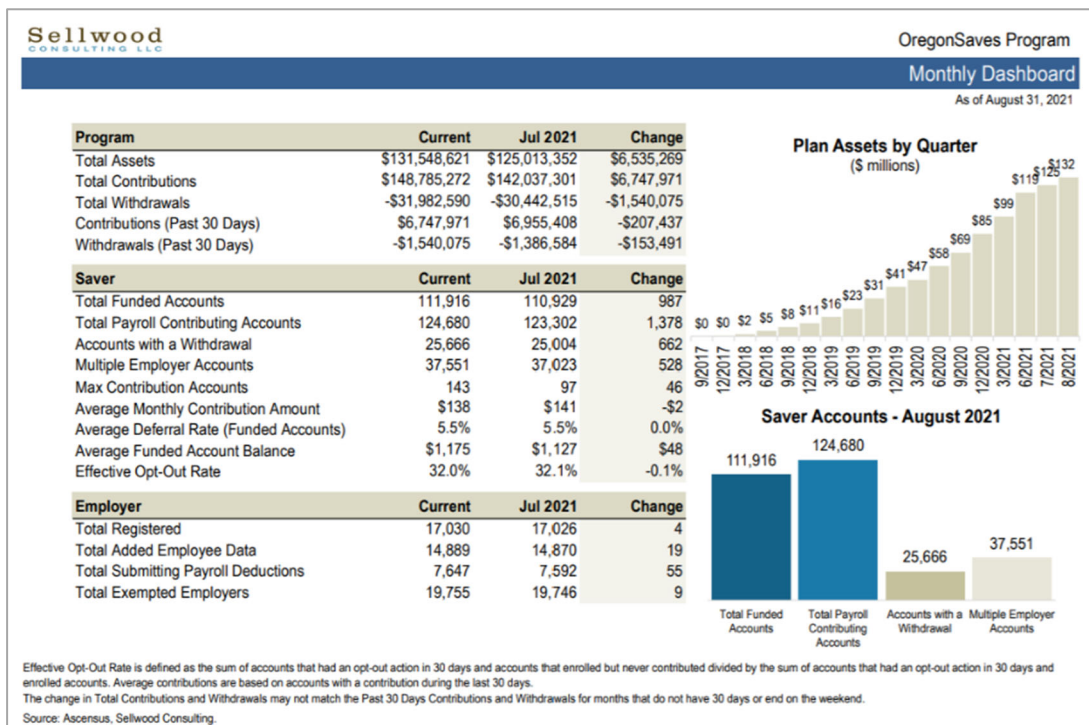 Sellwood
CONSULTING LLC
OregonSaves Program
Monthly Dashboard
As of August 31, 2021
Program Current Jul 2021 Change
Total Assets $131,548,621 $125,013,352 $6,535,269
Total Contributions $148,785,272 $142,037,301 $6,747,971
Total Withdrawals -$31,982,590 -$30,442,515 -$1,540,075
Contributions (Past 30 Days) $6,747,971 $6,955,408 -$207,437
Withdrawals (Past 30 Days) -$1,540,075 -$1,386,584 -$153,491
Saver Current Jul 2021 Change
Total Funded Accounts 111,916 110,929 987
Total Payroll Contributing Accounts 124,680 123,302 1,378
Accounts with a Withdrawal 25,666 25,004 662
Multiple Employer Accounts 37,551 37,023 528
Max Contribution Accounts 143 97 46
Average Monthly Contribution Amount $138 $141 -$2
Average Deferral Rate (Funded Accounts) 5.5% 5.5% 0.0%
Average Funded Account Balance $1,175 $1,127 $48
Effective Opt-Out Rate 32.0% 32.1% -0.1%
Employer Current Jul 2021 Change
Total Registered 17,030 17,026 4
Total Added Employee Data 14,889 14,870 19
Total Submitting Payroll Deductions 7,647 7,592 55
Total Exempted Employers 19,755 19,746 9
Plan Assets by Quarter
($ millions)
$0 $0 $2 $5 $8 $11 $16 $23 $31 $41 $47 $58 $69 $85 $99 $119 $125 $132
9/2017 12/2017 3/2018 6/2018 9/2018 12/2018 3/2019 6/2019 9/2019 12/2019 3/2020 6/2020 9/2020 12/2020 3/2021 6/2021 7/2021 8/2021
Saver Accounts - August 2021
111,916 124,680 25,666 37,551
Total Funded Accounts
Total Payroll Contributing Accounts
Accounts with a Withdrawal
Multiple Employer Accounts
Effective Opt-Out Rate is defined as the sum of accounts that had an opt-out action in 30 days and accounts that enrolled but never contributed divided by the sum of accounts that had an opt-out action in 30 days and
enrolled accounts. Average contributions are based on accounts with a contribution during the last 30 days.
The change in Total Contributions and Withdrawals may not match the Past 30 Days Contributions and Withdrawals for months that do not have 30 days or end on the weekend.
Source: Ascensus, Sellwood Consulting.